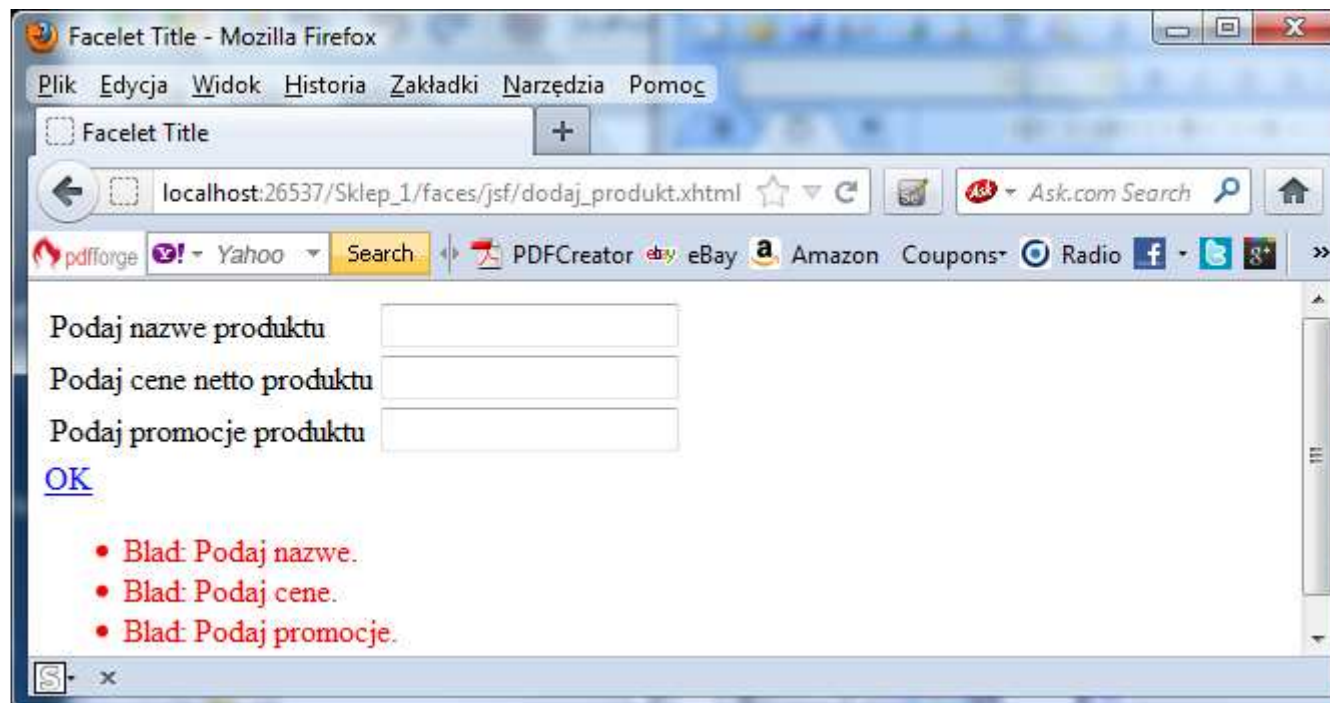 Facelet Title - Mozilla Firefox
Plik Edycja Widok Historia Zakładki Narzędzia Pomoc
Facelet Title +
localhost:26537/Sklep_1/faces/jsf/dodaj_produkt.xhtml Ask Ask.com Search
pdfforge Y! Yahoo Search PDFCreator ebay eBay a Amazon Coupons Radio f g+ »
Podaj nazwe produktu
Podaj cene netto produktu
Podaj promocje produktu
OK
• Blad: Podaj nazwe.
• Blad: Podaj cene.
• Blad: Podaj promocje.
S x